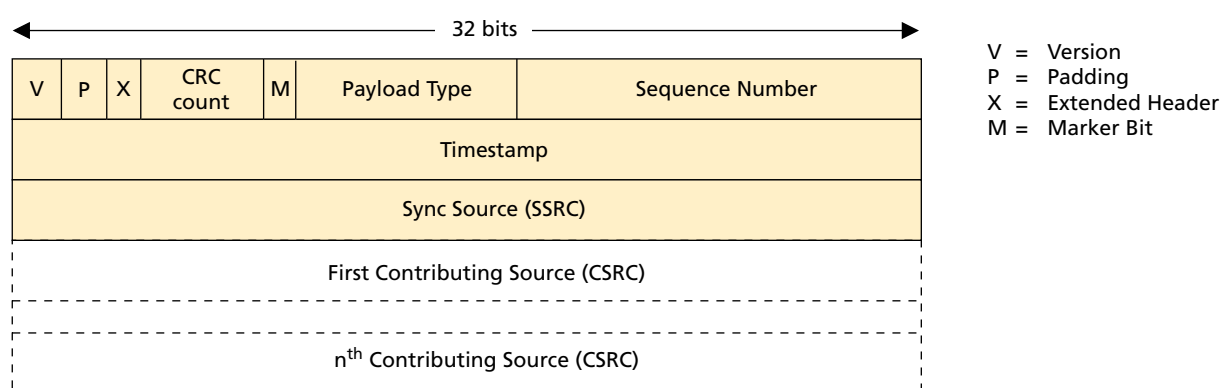 32 bits
V P X CRC count M Payload Type Sequence Number
Timestamp
Sync Source (SSRC)
First Contributing Source (CSRC)
nth Contributing Source (CSRC)
V = Version
P = Padding
X = Extended Header
M = Marker Bit